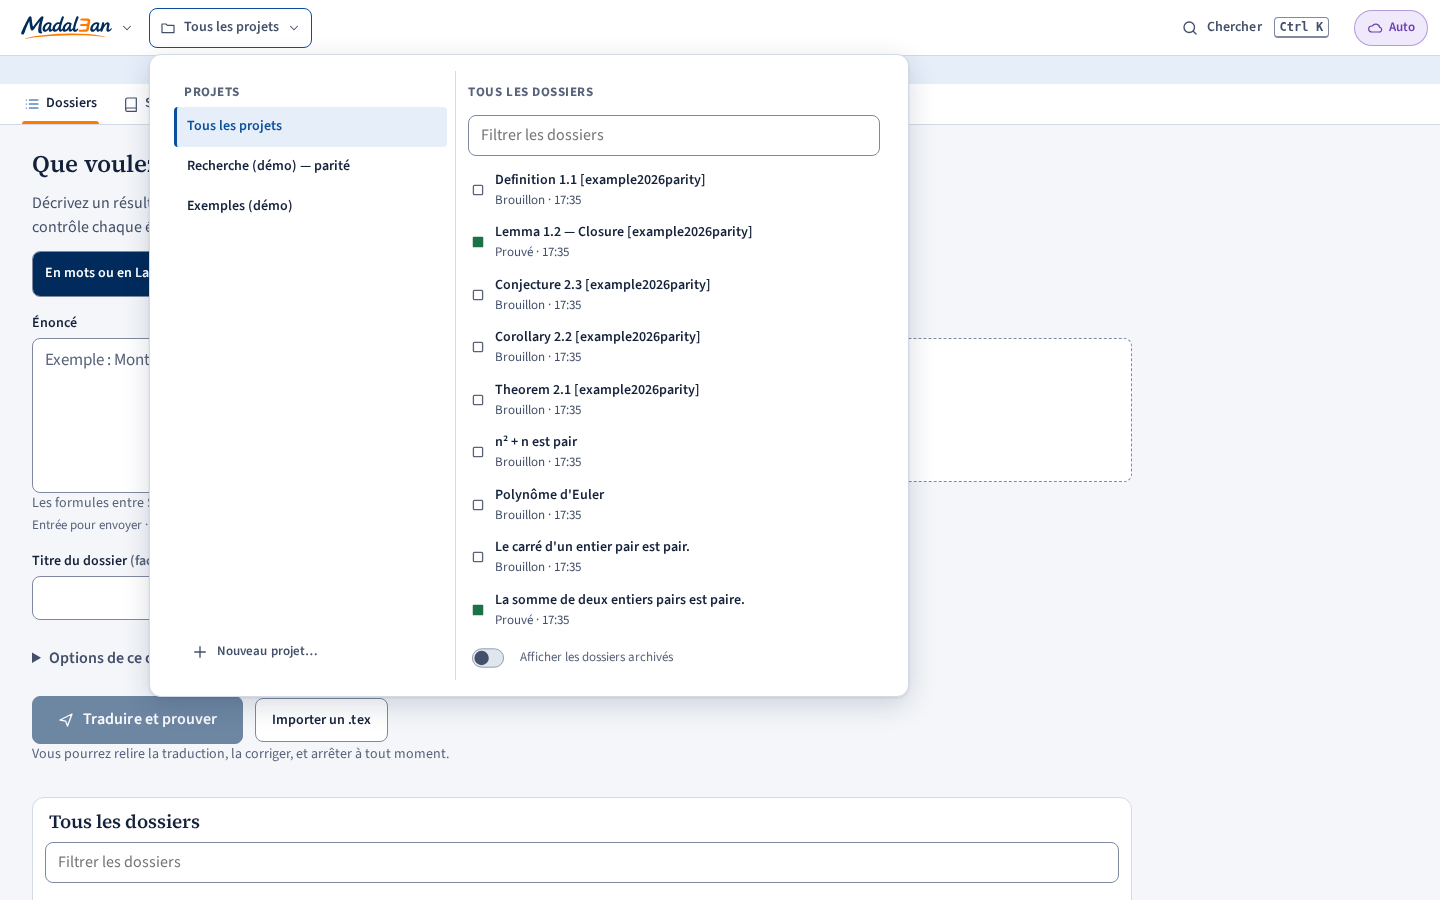 MadalƎan
Tous les projets
Chercher
Ctrl K
Auto
Dossiers
S
PROJETS
Tous les projets
Recherche (démo) — parité
Exemples (démo)
Nouveau projet…
TOUS LES DOSSIERS
Filtrer les dossiers
Definition 1.1 [example2026parity]
Brouillon · 17:35
Lemma 1.2 — Closure [example2026parity]
Prouvé · 17:35
Conjecture 2.3 [example2026parity]
Brouillon · 17:35
Corollary 2.2 [example2026parity]
Brouillon · 17:35
Theorem 2.1 [example2026parity]
Brouillon · 17:35
n² + n est pair
Brouillon · 17:35
Polynôme d'Euler
Brouillon · 17:35
Le carré d'un entier pair est pair.
Brouillon · 17:35
La somme de deux entiers pairs est paire.
Prouvé · 17:35
Afficher les dossiers archivés
Que voule
Décrivez un résul
contrôle chaque
En mots ou en La
Énoncé
Exemple : Mont
Les formules entre
Entrée pour envoyer ·
Titre du dossier (fac
Options de ce
Traduire et prouver
Importer un .tex
Vous pourrez relire la traduction, la corriger, et arrêter à tout moment.
Tous les dossiers
Filtrer les dossiers